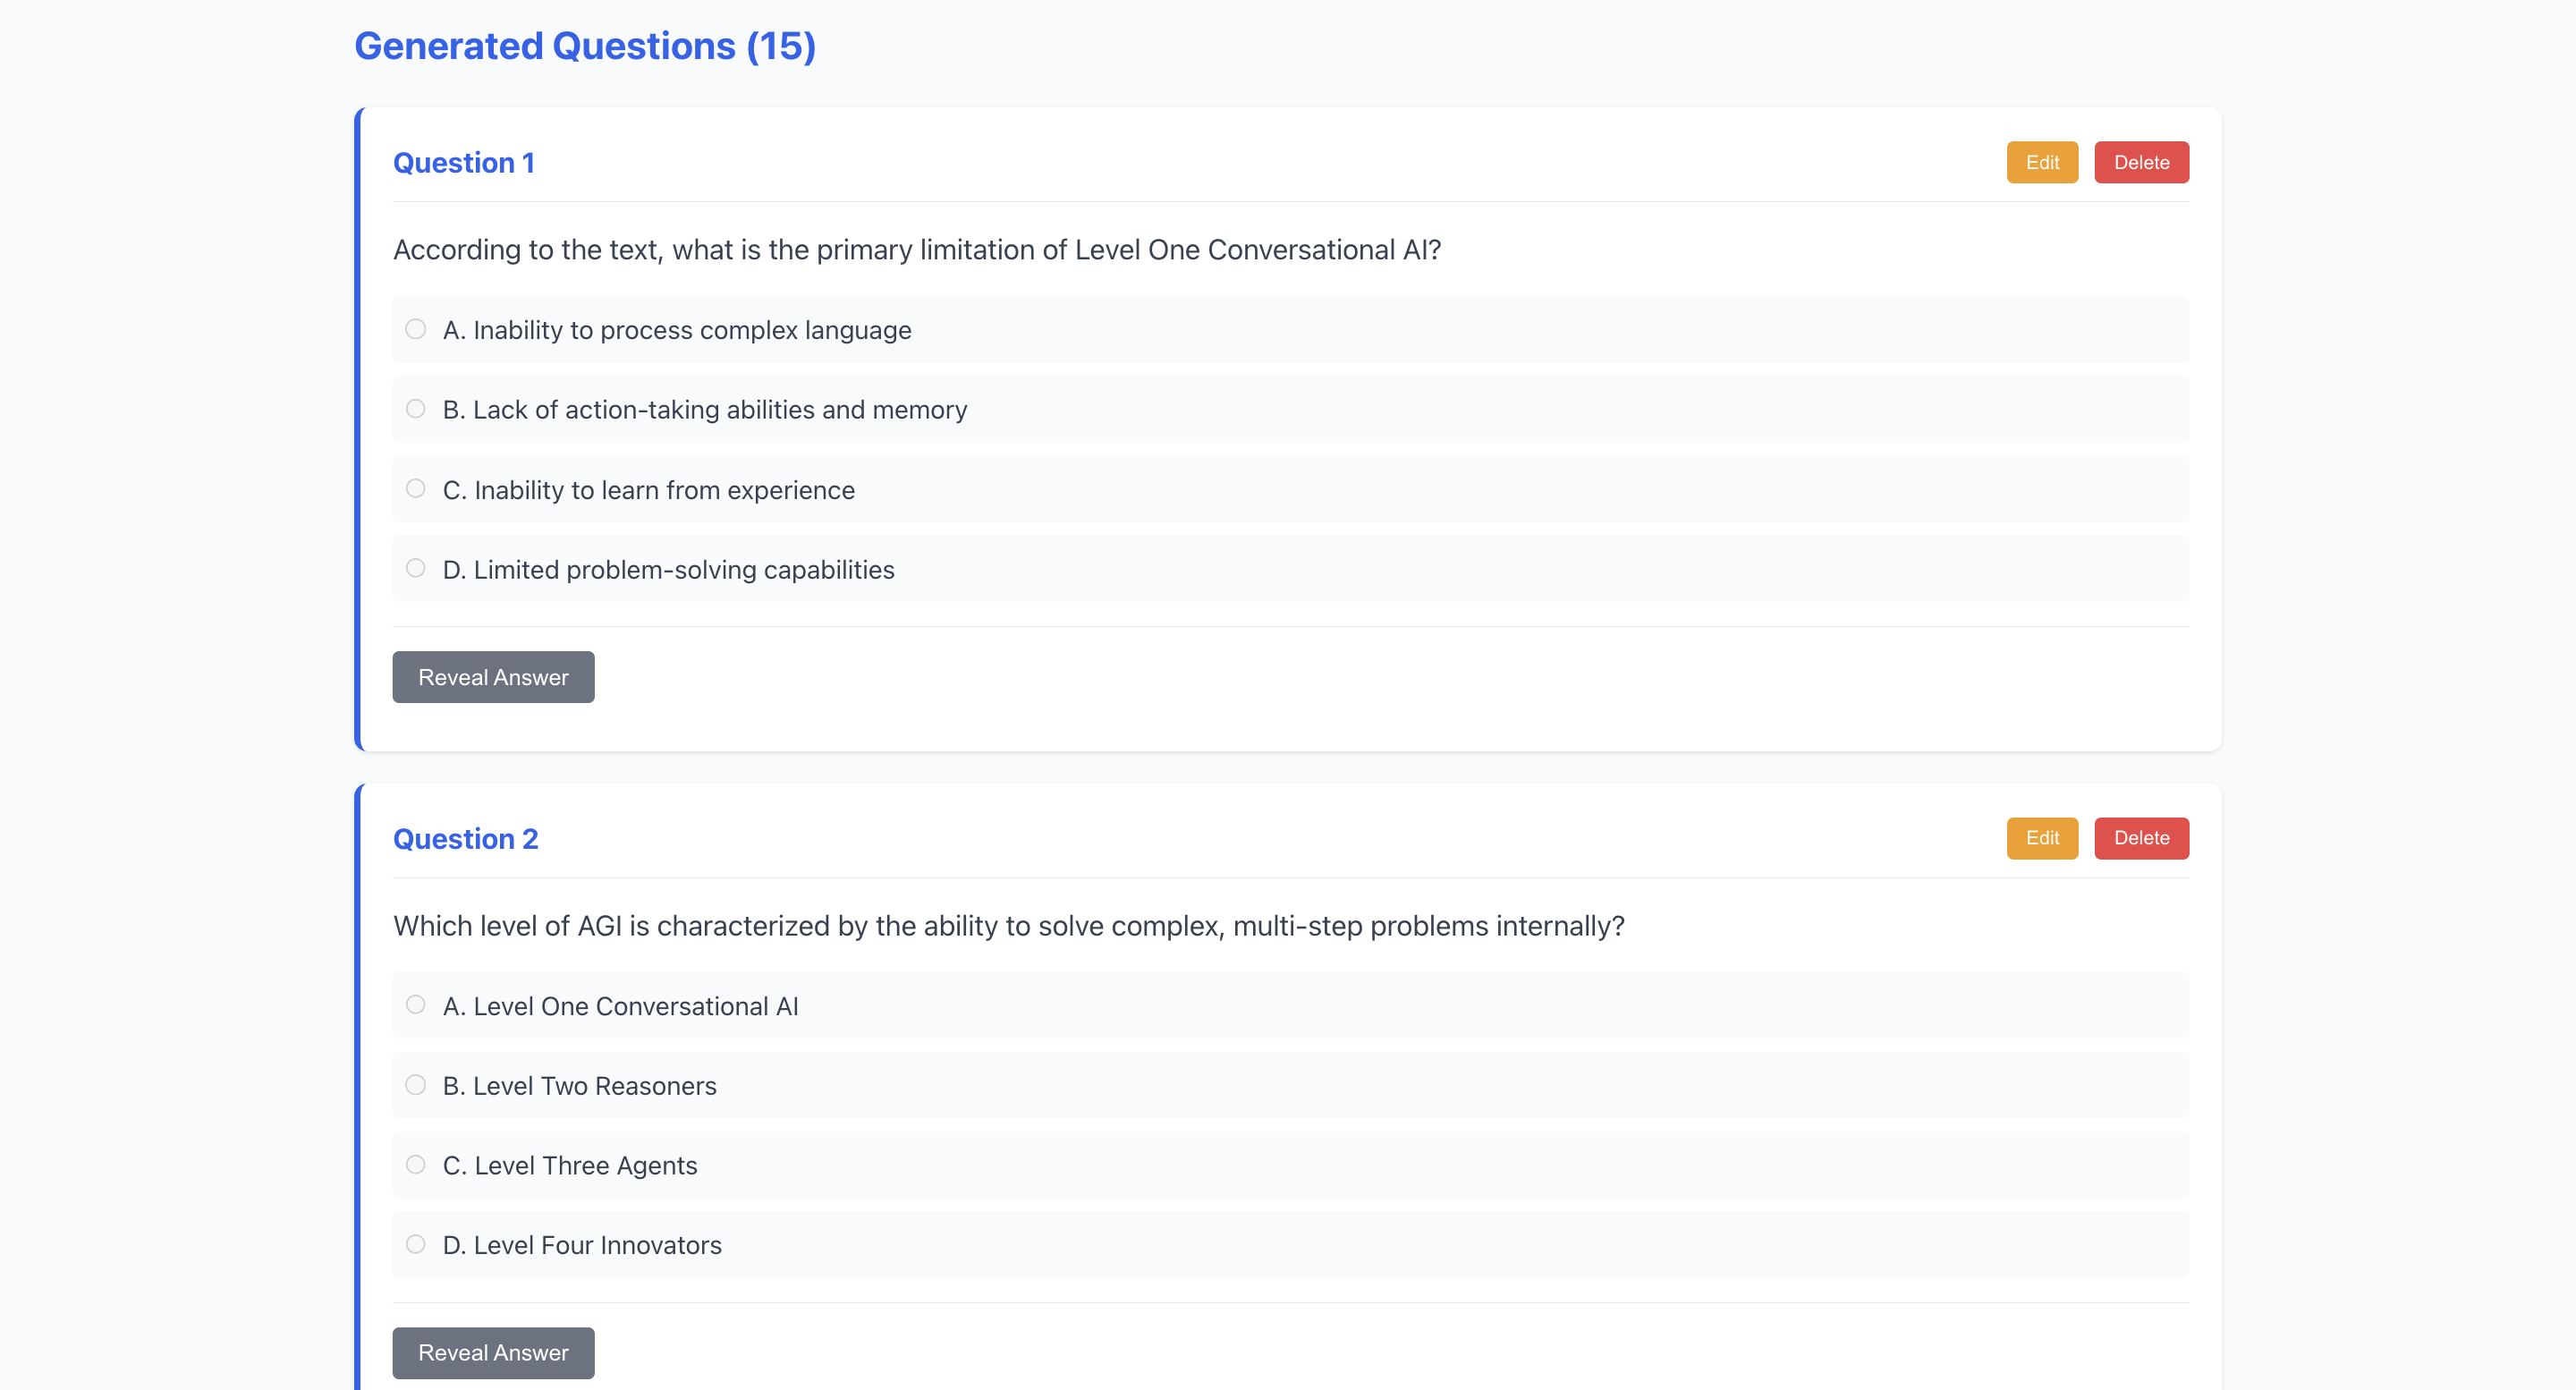 Generated Questions (15)
Question 1
Edit
Delete
According to the text, what is the primary limitation of Level One Conversational AI?
A. Inability to process complex language
B. Lack of action-taking abilities and memory
C. Inability to learn from experience
D. Limited problem-solving capabilities
Reveal Answer
Question 2
Edit
Delete
Which level of AGI is characterized by the ability to solve complex, multi-step problems internally?
A. Level One Conversational AI
B. Level Two Reasoners
C. Level Three Agents
D. Level Four Innovators
Reveal Answer